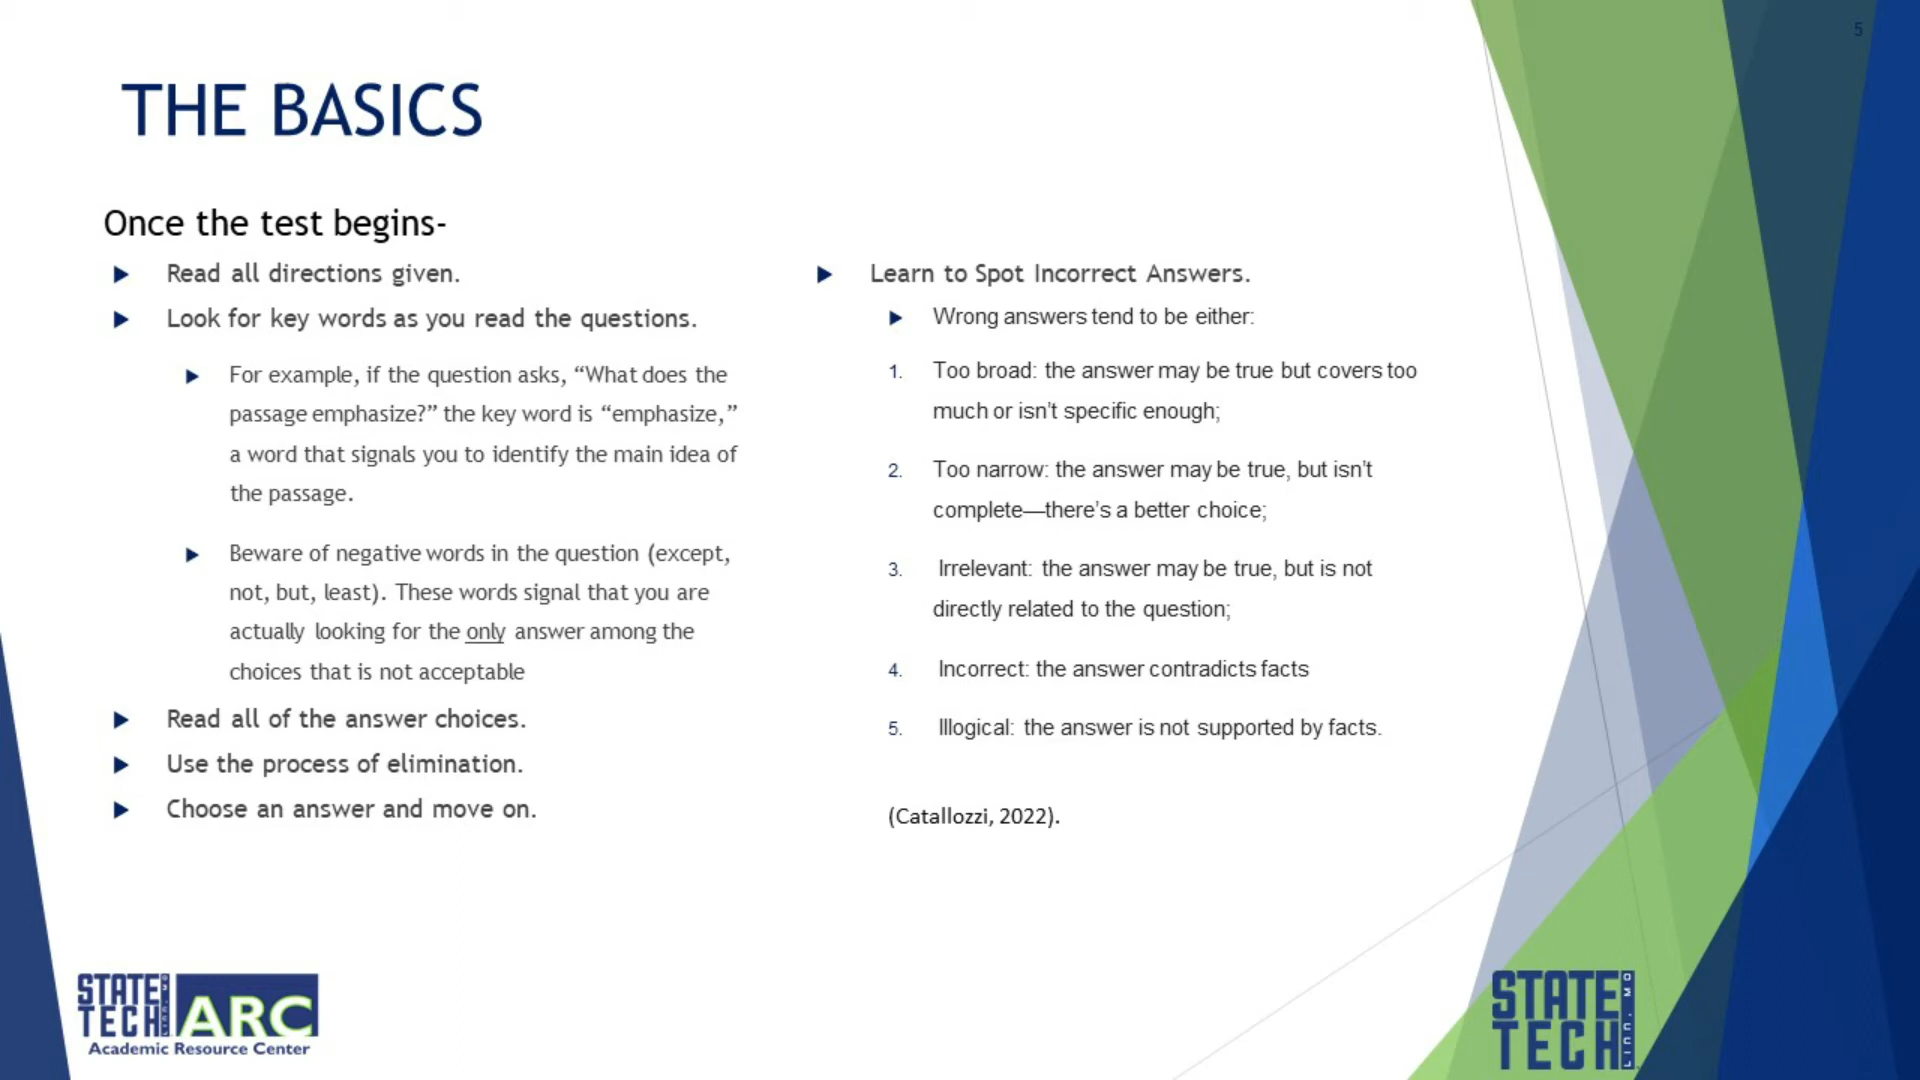 5
THE BASICS
Once the test begins-
Read all directions given.
Look for key words as you read the questions.
For example, if the question asks, “What does the
passage emphasize?” the key word is “emphasize,”
a word that signals you to identify the main idea of
the passage.
Beware of negative words in the question (except,
not, but, least). These words signal that you are
actually looking for the only answer among the
choices that is not acceptable
Read all of the answer choices.
Use the process of elimination.
Choose an answer and move on.
Learn to Spot Incorrect Answers.
Wrong answers tend to be either:
1. Too broad: the answer may be true but covers too
much or isn’t specific enough;
2. Too narrow: the answer may be true, but isn’t
complete—there’s a better choice;
3. Irrelevant: the answer may be true, but is not
directly related to the question;
4. Incorrect: the answer contradicts facts
5. Illogical: the answer is not supported by facts.
(Catallozzi, 2022).
STATE
TECH
LINN, MO
ARC
Academic Resource Center
STATE
TECH
LINN, MO